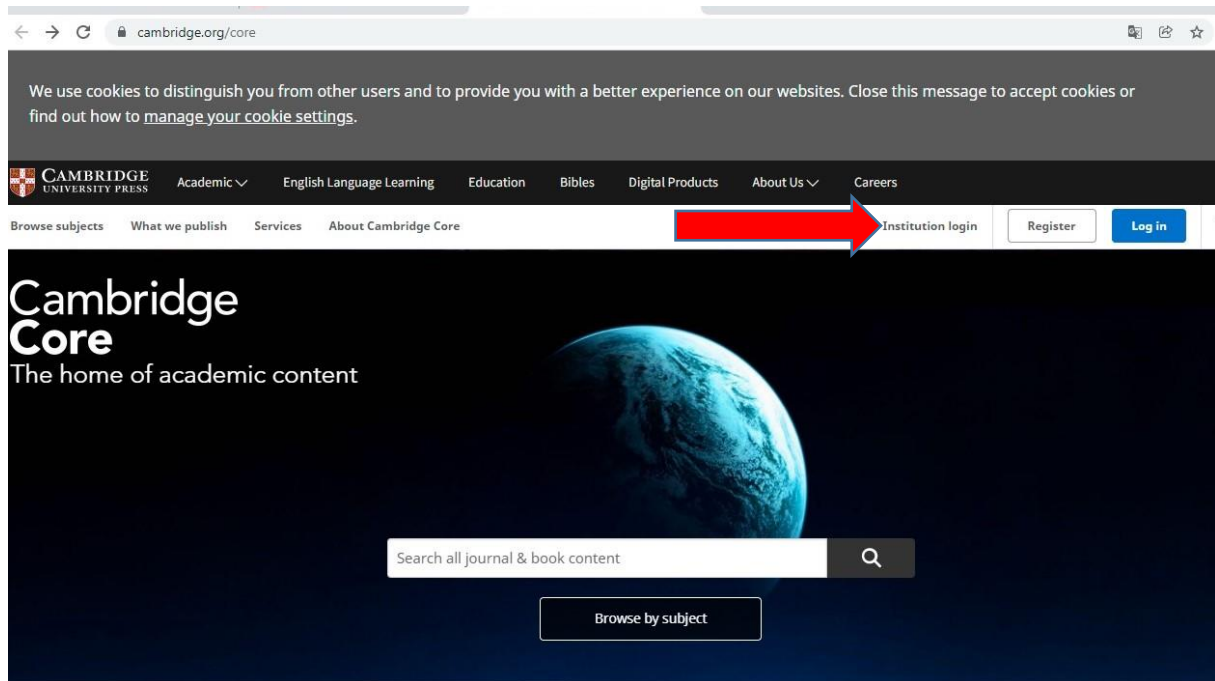 cambridge.org/core
We use cookies to distinguish you from other users and to provide you with a better experience on our websites. Close this message to accept cookies or
find out how to manage your cookie settings.
CAMBRIDGE
UNIVERSITY PRESS
Academic English Language Learning Education Bibles Digital Products About Us Careers
Browse subjects What we publish Services About Cambridge Core Institution login Register Log in
Cambridge
Core
The home of academic content
Search all journal & book content
Browse by subject